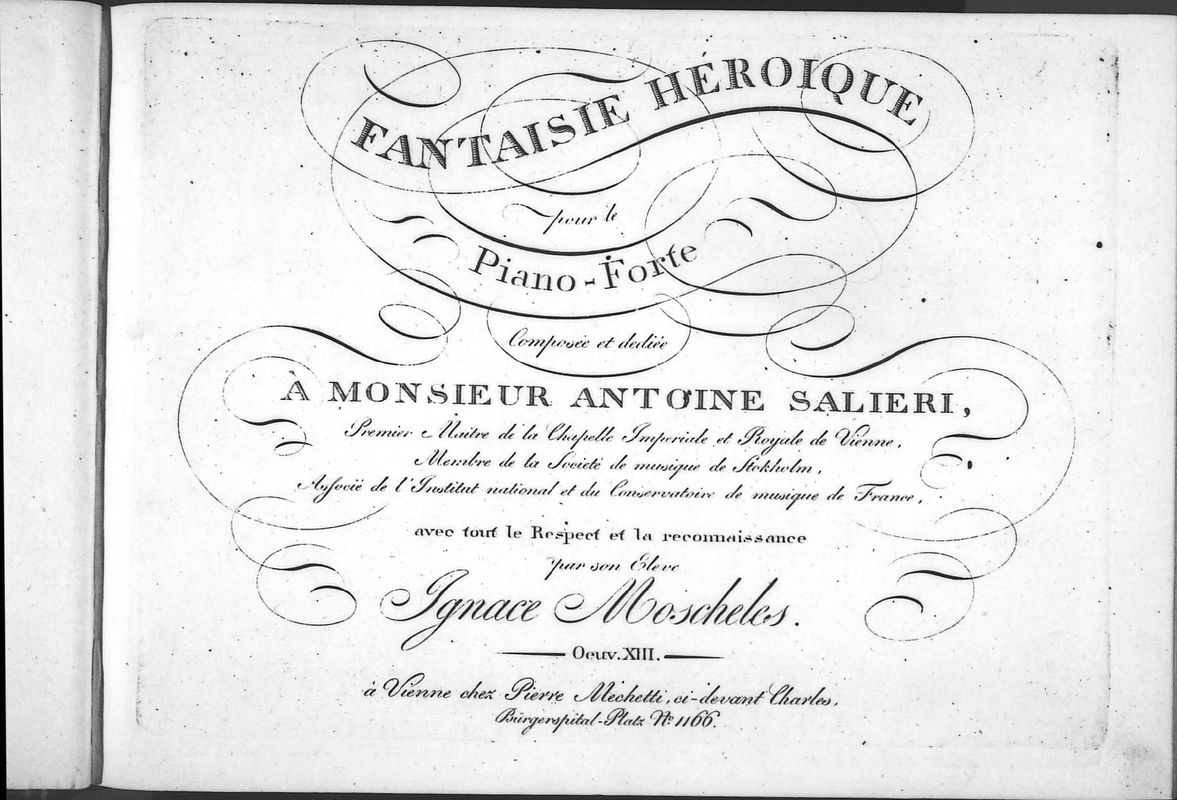 FANTAISIE HÉROIQUE
pour le
Piano-Forte
Composée et dediée
À MONSIEUR ANTOINE SALIERI,
Premier Maitre de la Chapelle Imperiale et Royale de Vienne,
Membre de la Societé de musique de Stokholm,
Associé de l'Institut national et du Conservatoire de musique de France,
avec tout le Respect et la reconnaissance
par son Eleve
Ignace Moscheles.
Oeuv. XIII.
à Vienne chez Pierre Mechetti, ci-devant Charles,
Bürgerspital-Platz No 1166.